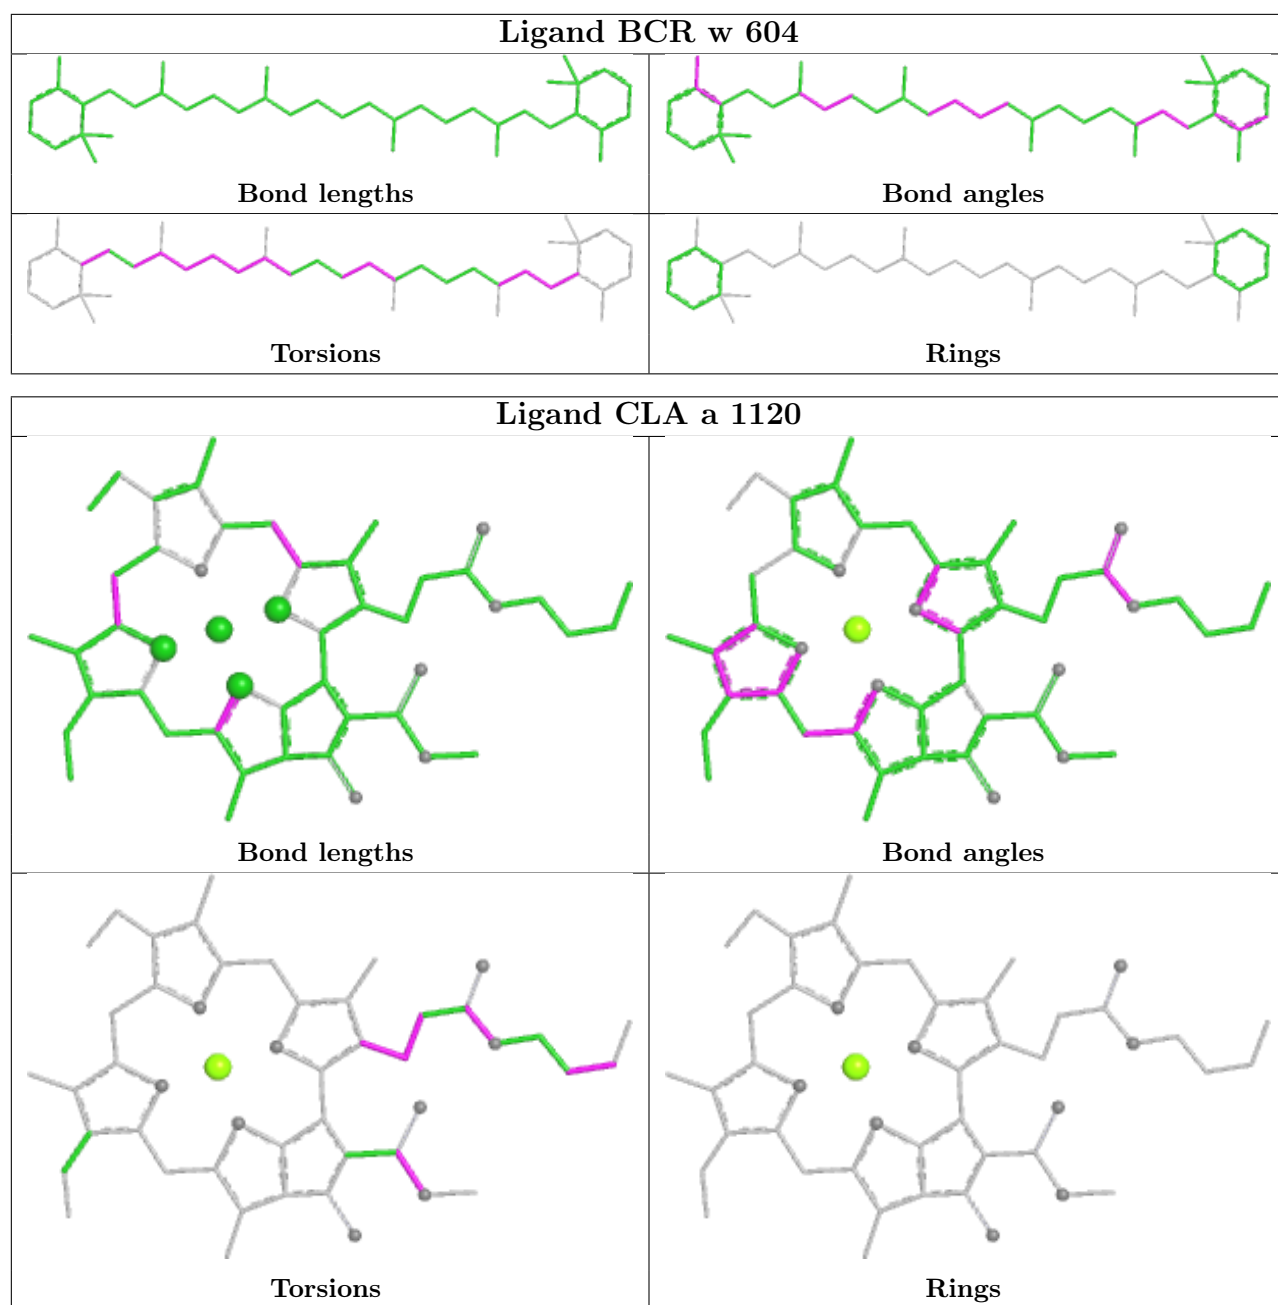 Ligand BCR w 604
Bond lengths
Bond angles
Torsions
Rings
Ligand CLA a 1120
Bond lengths
Bond angles
Torsions
Rings